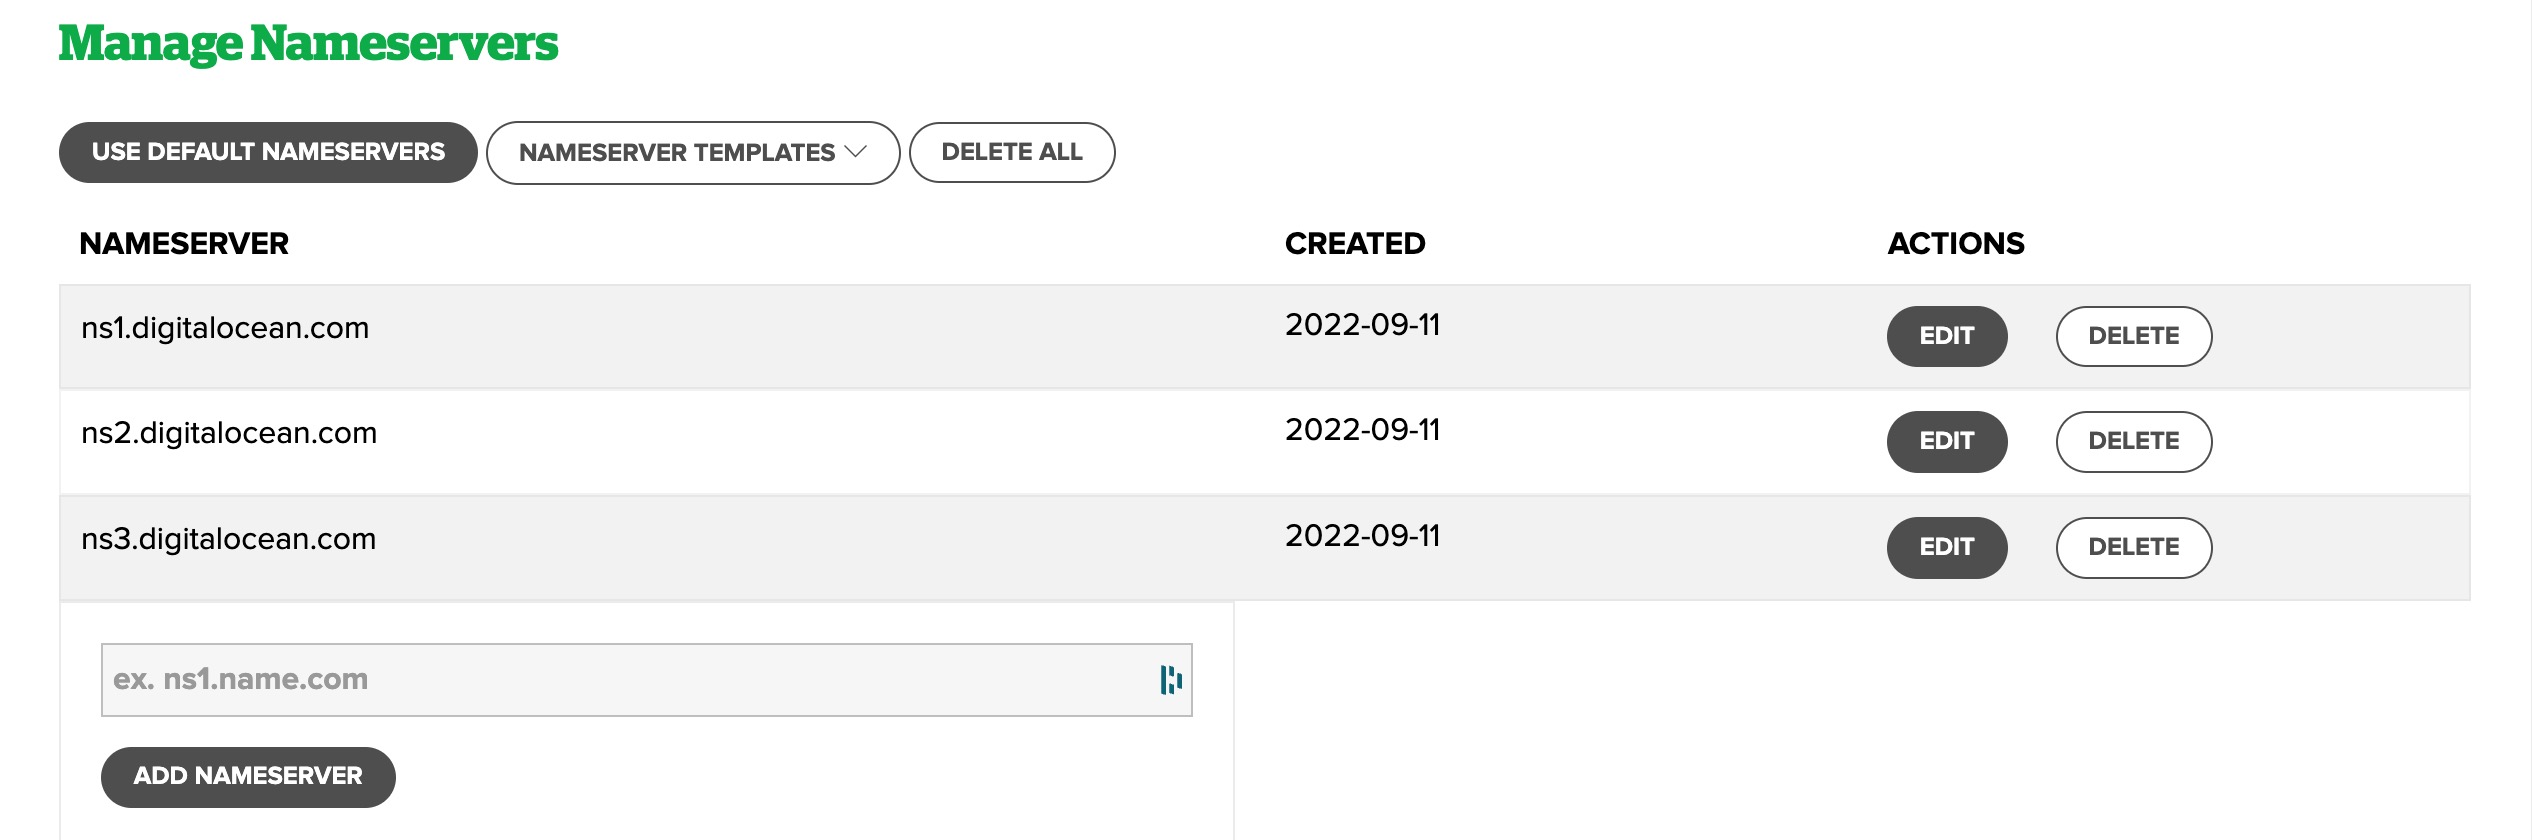 Manage Nameservers
USE DEFAULT NAMESERVERS NAMESERVER TEMPLATES DELETE ALL
NAMESERVER CREATED ACTIONS
ns1.digitalocean.com 2022-09-11 EDIT DELETE
ns2.digitalocean.com 2022-09-11 EDIT DELETE
ns3.digitalocean.com 2022-09-11 EDIT DELETE
ex. ns1.name.com
ADD NAMESERVER